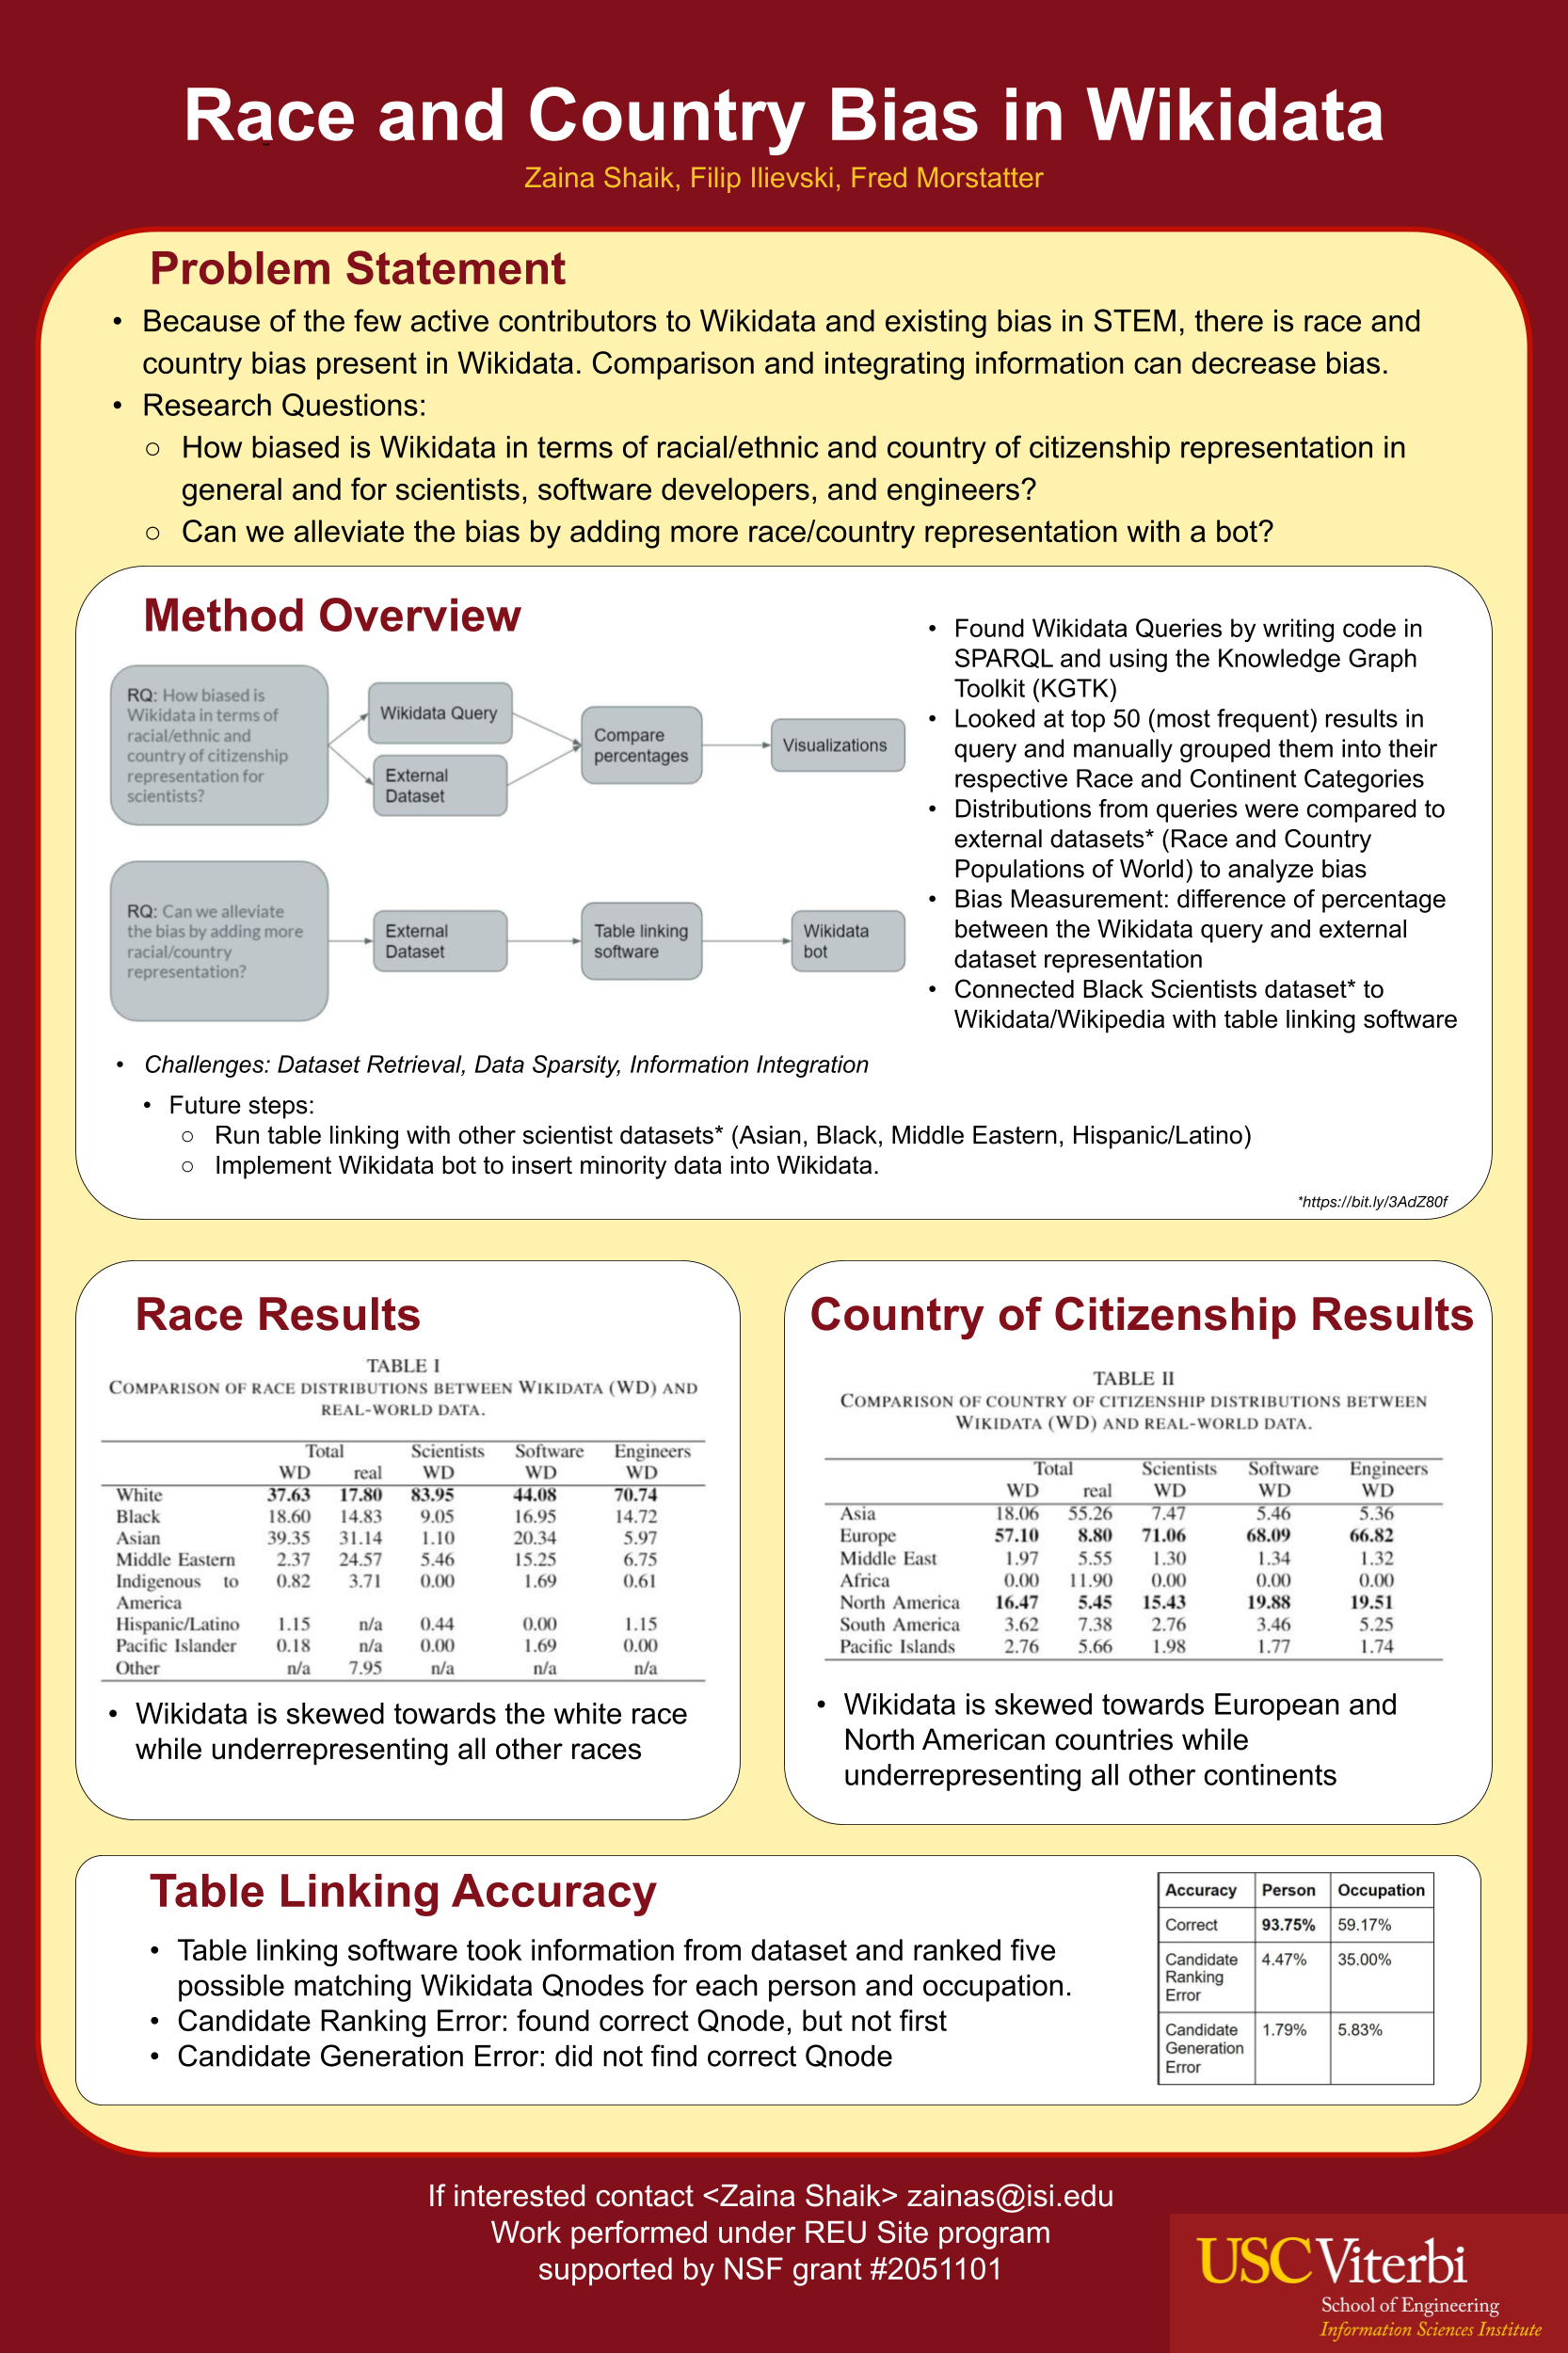 Race and Country Bias in Wikidata
Zaina Shaik, Filip Ilievski, Fred Morstatter
Problem Statement
• Because of the few active contributors to Wikidata and existing bias in STEM, there is race and
country bias present in Wikidata. Comparison and integrating information can decrease bias.
• Research Questions:
○ How biased is Wikidata in terms of racial/ethnic and country of citizenship representation in
general and for scientists, software developers, and engineers?
○ Can we alleviate the bias by adding more race/country representation with a bot?
Method Overview
RQ: How biased is
Wikidata in terms of
racial/ethnic and
country of citizenship
representation for
scientists?
Wikidata Query
External
Dataset
Compare
percentages
Visualizations
RQ: Can we alleviate
the bias by adding more
racial/country
representation?
External
Dataset
Table linking
software
Wikidata
bot
• Found Wikidata Queries by writing code in
SPARQL and using the Knowledge Graph
Toolkit (KGTK)
• Looked at top 50 (most frequent) results in
query and manually grouped them into their
respective Race and Continent Categories
• Distributions from queries were compared to
external datasets* (Race and Country
Populations of World) to analyze bias
• Bias Measurement: difference of percentage
between the Wikidata query and external
dataset representation
• Connected Black Scientists dataset* to
Wikidata/Wikipedia with table linking software
• Challenges: Dataset Retrieval, Data Sparsity, Information Integration
• Future steps:
○ Run table linking with other scientist datasets* (Asian, Black, Middle Eastern, Hispanic/Latino)
○ Implement Wikidata bot to insert minority data into Wikidata.
*https://bit.ly/3AdZ80f
Race Results
TABLE I
COMPARISON OF RACE DISTRIBUTIONS BETWEEN WIKIDATA (WD) AND
REAL-WORLD DATA.
Total Scientists Software Engineers
WD real WD WD WD
White 37.63 17.80 83.95 44.08 70.74
Black 18.60 14.83 9.05 16.95 14.72
Asian 39.35 31.14 1.10 20.34 5.97
Middle Eastern 2.37 24.57 5.46 15.25 6.75
Indigenous to 0.82 3.71 0.00 1.69 0.61
America
Hispanic/Latino 1.15 n/a 0.44 0.00 1.15
Pacific Islander 0.18 n/a 0.00 1.69 0.00
Other n/a 7.95 n/a n/a n/a
• Wikidata is skewed towards the white race
while underrepresenting all other races
Country of Citizenship Results
TABLE II
COMPARISON OF COUNTRY OF CITIZENSHIP DISTRIBUTIONS BETWEEN
WIKIDATA (WD) AND REAL-WORLD DATA.
Total Scientists Software Engineers
WD real WD WD WD
Asia 18.06 55.26 7.47 5.46 5.36
Europe 57.10 8.80 71.06 68.09 66.82
Middle East 1.97 5.55 1.30 1.34 1.32
Africa 0.00 11.90 0.00 0.00 0.00
North America 16.47 5.45 15.43 19.88 19.51
South America 3.62 7.38 2.76 3.46 5.25
Pacific Islands 2.76 5.66 1.98 1.77 1.74
• Wikidata is skewed towards European and
North American countries while
underrepresenting all other continents
Table Linking Accuracy
• Table linking software took information from dataset and ranked five
possible matching Wikidata Qnodes for each person and occupation.
• Candidate Ranking Error: found correct Qnode, but not first
• Candidate Generation Error: did not find correct Qnode
Accuracy Person Occupation
Correct 93.75% 59.17%
Candidate 4.47% 35.00%
Ranking
Error
Candidate 1.79% 5.83%
Generation
Error
If interested contact <Zaina Shaik> zainas@isi.edu
Work performed under REU Site program
supported by NSF grant #2051101
USC Viterbi
School of Engineering
Information Sciences Institute